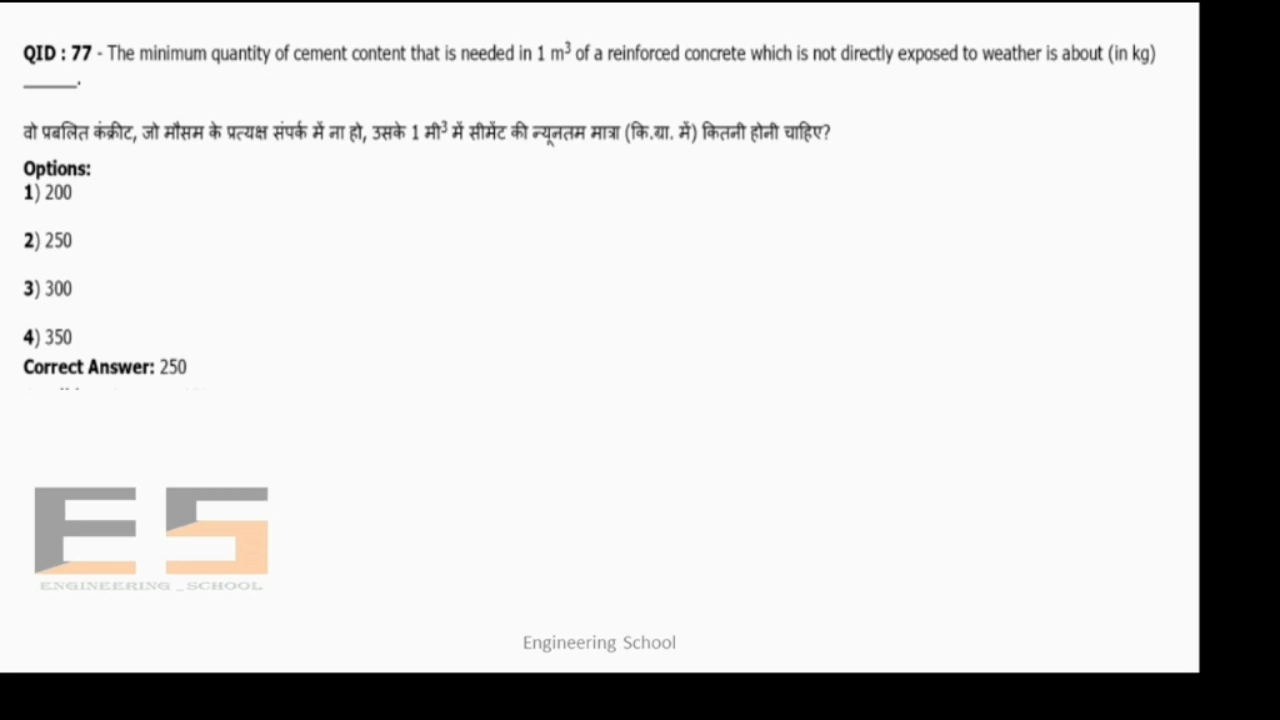 QID : 77 - The minimum quantity of cement content that is needed in 1 m³ of a reinforced concrete which is not directly exposed to weather is about (in kg)
_____.
वो प्रबलित कंक्रीट, जो मौसम के प्रत्यक्ष संपर्क में ना हो, उसके 1 मी³ में सीमेंट की न्यूनतम मात्रा (कि.ग्रा. में) कितनी होनी चाहिए?
Options:
1) 200
2) 250
3) 300
4) 350
Correct Answer: 250
ES
ENGINEERING_SCHOOL
Engineering School